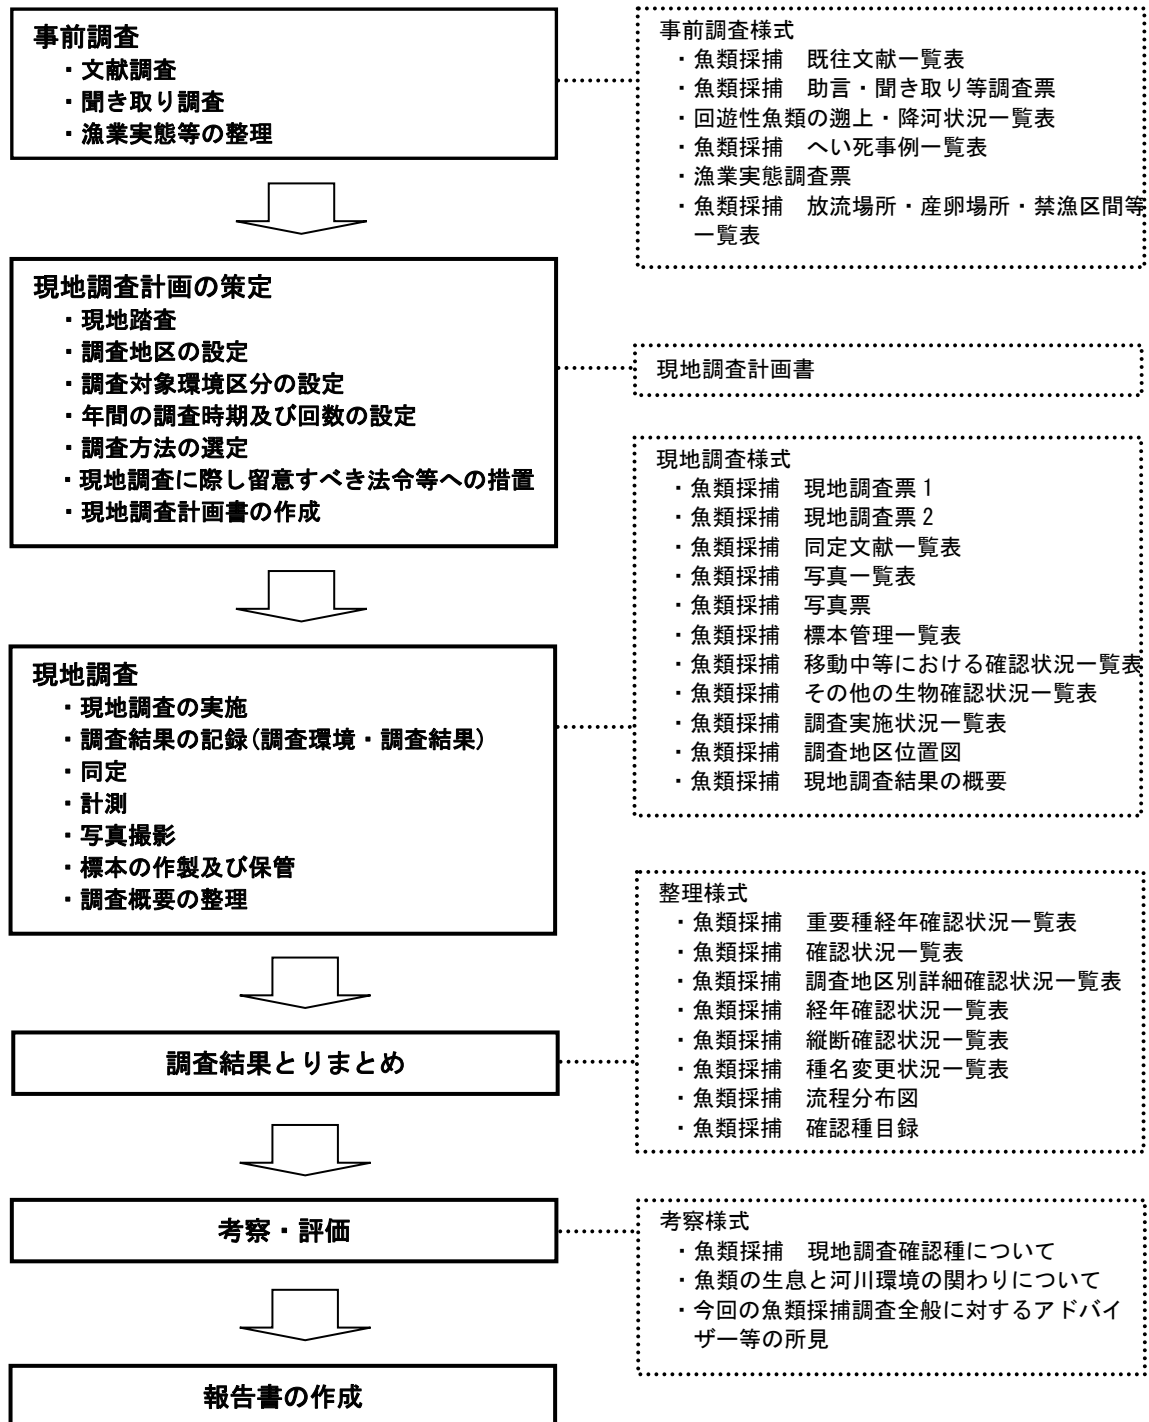 事前調査
・文献調査
・聞き取り調査
・漁業実態等の整理
事前調査様式
・魚類採捕　既往文献一覧表
・魚類採捕　助言・聞き取り等調査票
・回遊性魚類の遡上・降河状況一覧表
・魚類採捕　へい死事例一覧表
・漁業実態調査票
・魚類採捕　放流場所・産卵場所・禁漁区間等
一覧表
現地調査計画の策定
・現地踏査
・調査地区の設定
・調査対象環境区分の設定
・年間の調査時期及び回数の設定
・調査方法の選定
・現地調査に際し留意すべき法令等への措置
・現地調査計画書の作成
現地調査計画書
現地調査様式
・魚類採捕　現地調査票１
・魚類採捕　現地調査票２
・魚類採捕　同定文献一覧表
・魚類採捕　写真一覧表
・魚類採捕　写真票
・魚類採捕　標本管理一覧表
・魚類採捕　移動中等における確認状況一覧表
・魚類採捕　その他の生物確認状況一覧表
・魚類採捕　調査実施状況一覧表
・魚類採捕　調査地区位置図
・魚類採捕　現地調査結果の概要
現地調査
・現地調査の実施
・調査結果の記録(調査環境・調査結果)
・同定
・計測
・写真撮影
・標本の作製及び保管
・調査概要の整理
整理様式
・魚類採捕　重要種経年確認状況一覧表
・魚類採捕　確認状況一覧表
・魚類採捕　調査地区別詳細確認状況一覧表
・魚類採捕　経年確認状況一覧表
・魚類採捕　縦断確認状況一覧表
・魚類採捕　種名変更状況一覧表
・魚類採捕　流程分布図
・魚類採捕　確認種目録
調査結果とりまとめ
考察・評価
考察様式
・魚類採捕　現地調査確認種について
・魚類の生息と河川環境の関わりについて
・今回の魚類採捕調査全般に対するアドバイ
ザー等の所見
報告書の作成